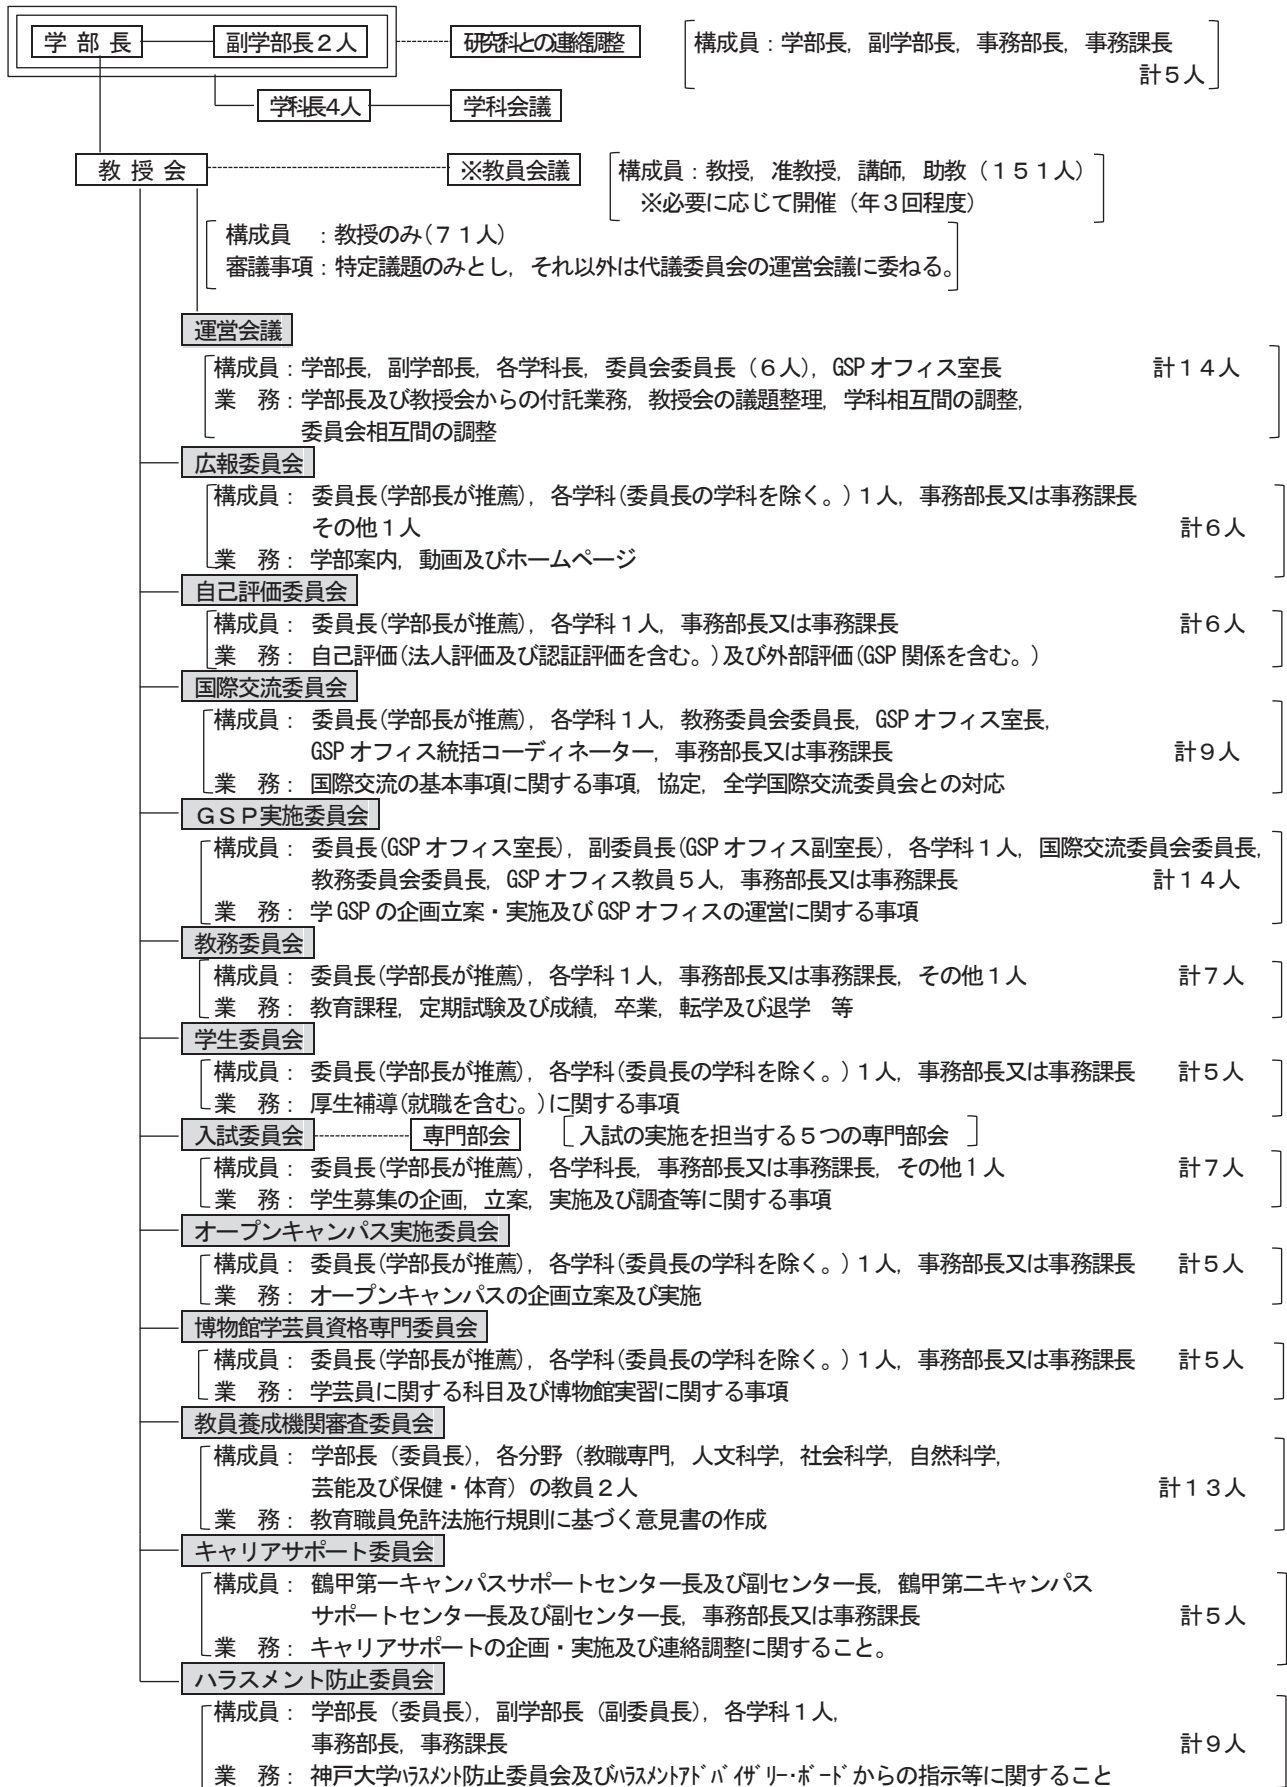 学 部 長 副学部長２人 研究科との連絡調整 構成員：学部長，副学部長，事務部長，事務課長
計５人
学科長４人 学科会議
教 授 会 ※教員会議 構成員：教授，准教授，講師，助教（１５１人）
※必要に応じて開催（年３回程度）
構成員　：教授のみ(７１人)
審議事項：特定議題のみとし，それ以外は代議委員会の運営会議に委ねる。
運営会議
構成員：学部長，副学部長，各学科長，委員会委員長（６人），GSP オフィス室長 計１４人
業　務：学部長及び教授会からの付託業務，教授会の議題整理，学科相互間の調整，
委員会相互間の調整
広報委員会
構成員： 委員長(学部長が推薦)，各学科(委員長の学科を除く。)１人，事務部長又は事務課長
その他１人 計６人
業　務： 学部案内，動画及びホームページ
自己評価委員会
構成員： 委員長(学部長が推薦)，各学科１人，事務部長又は事務課長 計６人
業　務： 自己評価(法人評価及び認証評価を含む。)及び外部評価(GSP 関係を含む。)
国際交流委員会
構成員： 委員長(学部長が推薦)，各学科１人，教務委員会委員長，GSP オフィス室長，
GSP オフィス統括コーディネーター，事務部長又は事務課長 計９人
業　務： 国際交流の基本事項に関する事項，協定，全学国際交流委員会との対応
ＧＳＰ実施委員会
構成員： 委員長(GSP オフィス室長)，副委員長(GSP オフィス副室長)，各学科１人，国際交流委員会委員長，
教務委員会委員長，GSP オフィス教員５人，事務部長又は事務課長 計１４人
業　務： 学 GSP の企画立案・実施及び GSP オフィスの運営に関する事項
教務委員会
構成員： 委員長(学部長が推薦)，各学科１人，事務部長又は事務課長，その他１人 計７人
業　務： 教育課程，定期試験及び成績，卒業，転学及び退学　等
学生委員会
構成員： 委員長(学部長が推薦)，各学科(委員長の学科を除く。)１人，事務部長又は事務課長 計５人
業　務： 厚生補導(就職を含む。)に関する事項
入試委員会 専門部会 入試の実施を担当する５つの専門部会
構成員： 委員長(学部長が推薦)，各学科長，事務部長又は事務課長，その他１人 計７人
業　務： 学生募集の企画，立案，実施及び調査等に関する事項
オープンキャンパス実施委員会
構成員： 委員長(学部長が推薦)，各学科(委員長の学科を除く。)１人，事務部長又は事務課長 計５人
業　務： オープンキャンパスの企画立案及び実施
博物館学芸員資格専門委員会
構成員： 委員長(学部長が推薦)，各学科(委員長の学科を除く。)１人，事務部長又は事務課長 計５人
業　務： 学芸員に関する科目及び博物館実習に関する事項
教員養成機関審査委員会
構成員： 学部長（委員長），各分野（教職専門，人文科学，社会科学，自然科学，
芸能及び保健・体育）の教員２人 計１３人
業　務： 教育職員免許法施行規則に基づく意見書の作成
キャリアサポート委員会
構成員： 鶴甲第一キャンパスサポートセンター長及び副センター長，鶴甲第二キャンパス
サポートセンター長及び副センター長，事務部長又は事務課長 計５人
業　務： キャリアサポートの企画・実施及び連絡調整に関すること。
ハラスメント防止委員会
構成員： 学部長（委員長），副学部長（副委員長），各学科１人，
事務部長，事務課長 計９人
業　務： 神戸大学ﾊﾗｽﾒﾝﾄ防止委員会及びﾊﾗｽﾒﾝﾄｱﾄﾞﾊﾞｲｻﾞﾘｰ･ﾎﾞｰﾄﾞからの指示等に関すること